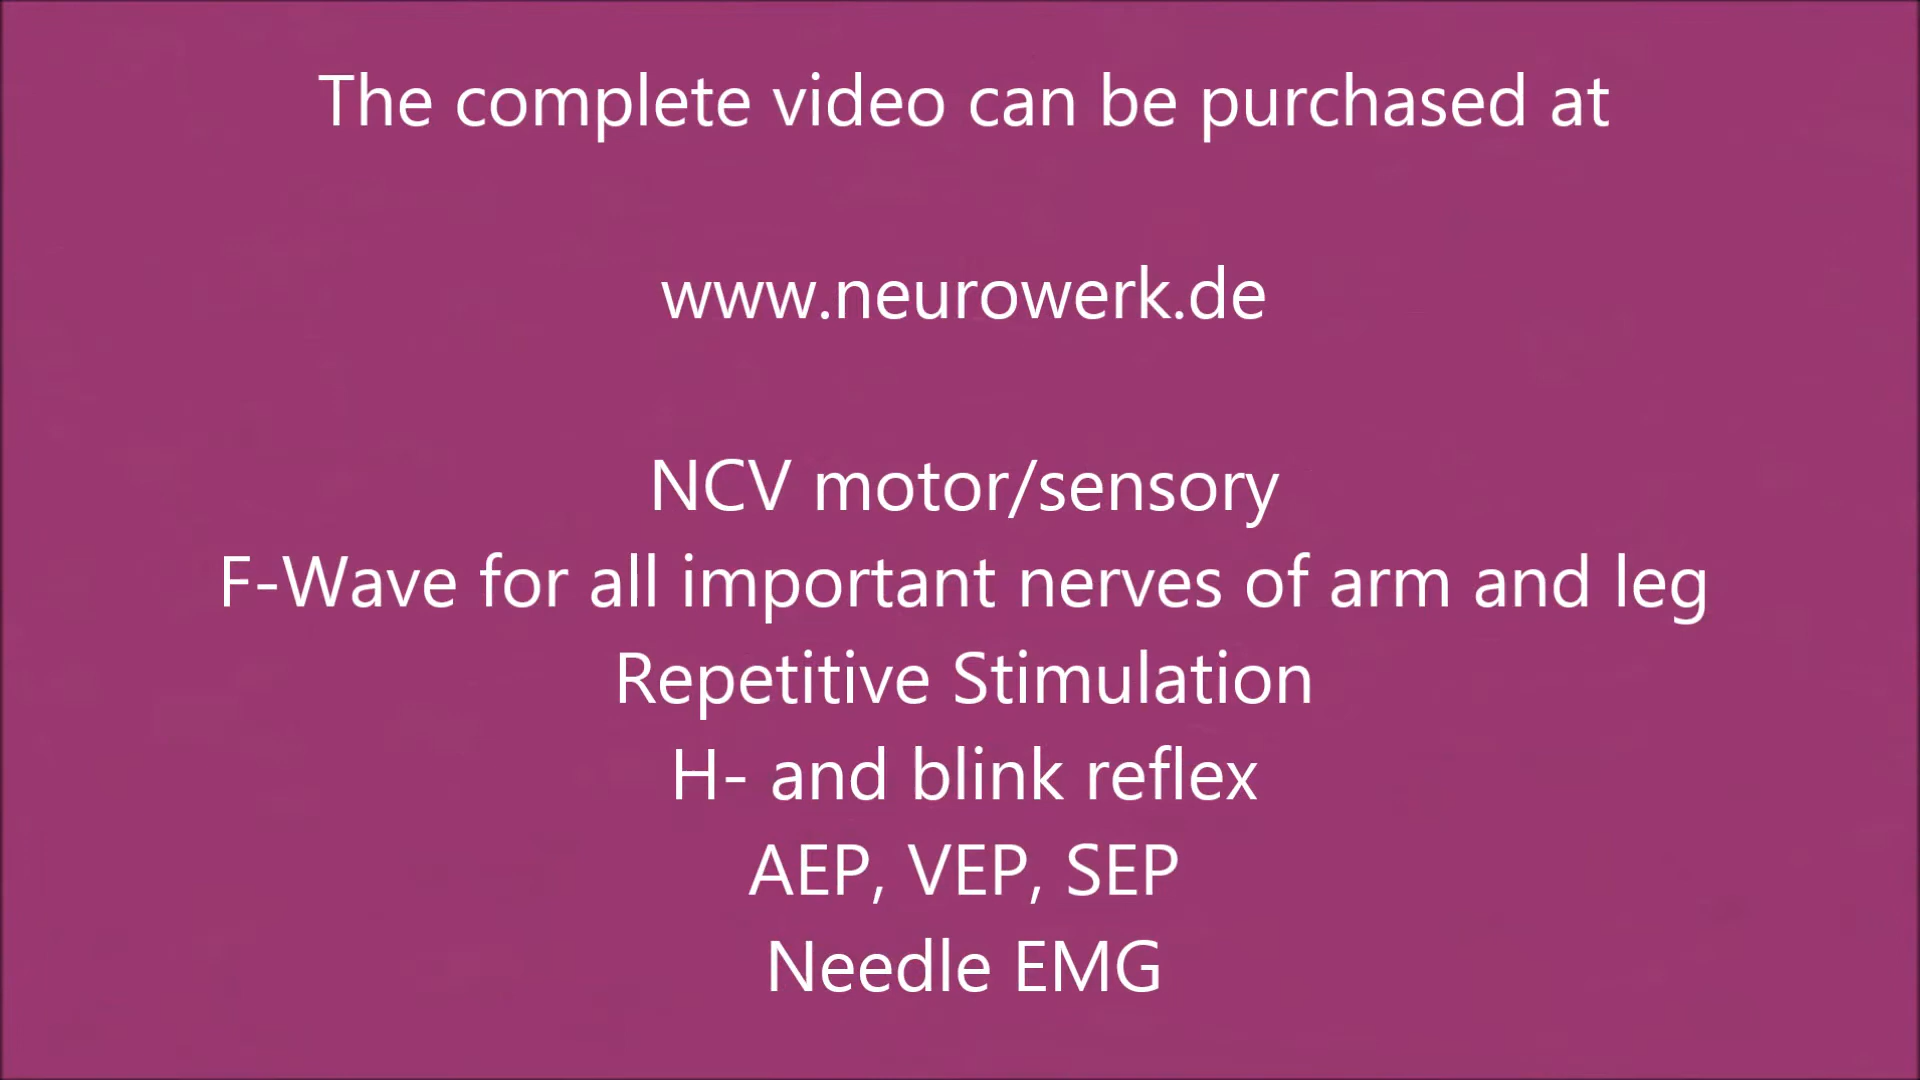 The complete video can be purchased at
www.neurowerk.de
NCV motor/sensory
F-Wave for all important nerves of arm and leg
Repetitive Stimulation
H- and blink reflex
AEP, VEP, SEP
Needle EMG